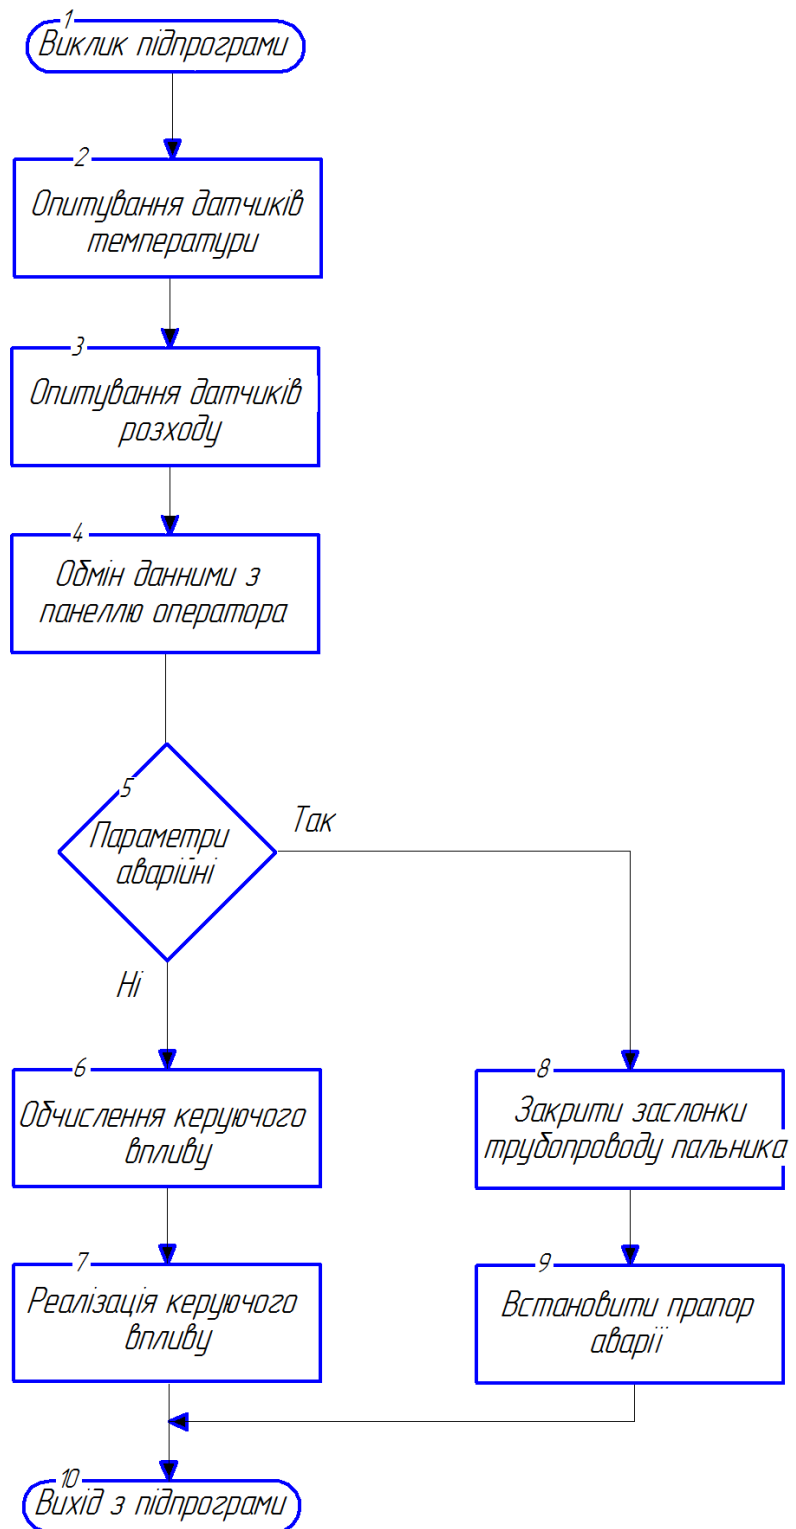 1
Виклик підпрограми
2
Опитування датчиків
температури
3
Опитування датчиків
розходу
4
Обмін данними з
панеллю оператора
5
Параметри
аварійні
Так
Ні
6
Обчислення керуючого
впливу
7
Реалізація керуючого
впливу
8
Закрити заслонки
трубопроводу пальника
9
Встановити прапор
аварії
10
Вихід з підпрограми